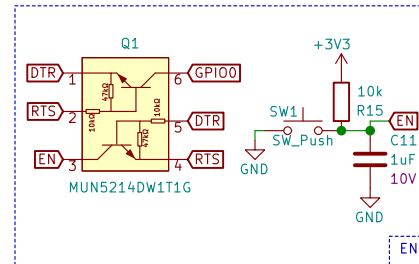 Q1
DTR 1 6 GPIO0
47kΩ
RTS 2 10kΩ 10kΩ 5 DTR
47kΩ
EN 3 4 RTS
MUN5214DW1T1G
+3V3
10k
R15
SW1
SW_Push
EN
GND
C11
1uF
10V
GND
EN